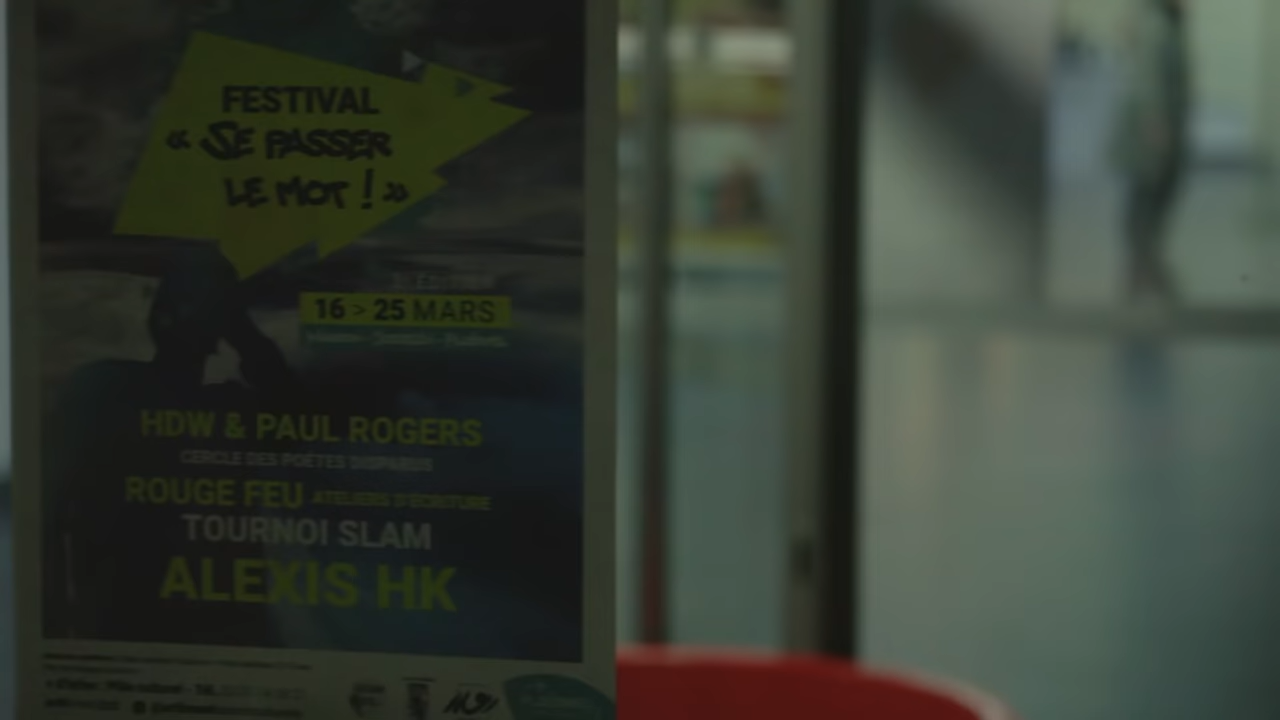 FESTIVAL
« SE PASSER
LE MOT ! »
16 > 25 MARS
HDW & PAUL ROGERS
CERCLE DES POÈTES DISPARUS
ROUGE FEU ATELIERS D'ÉCRITURE
TOURNOI SLAM
ALEXIS HK